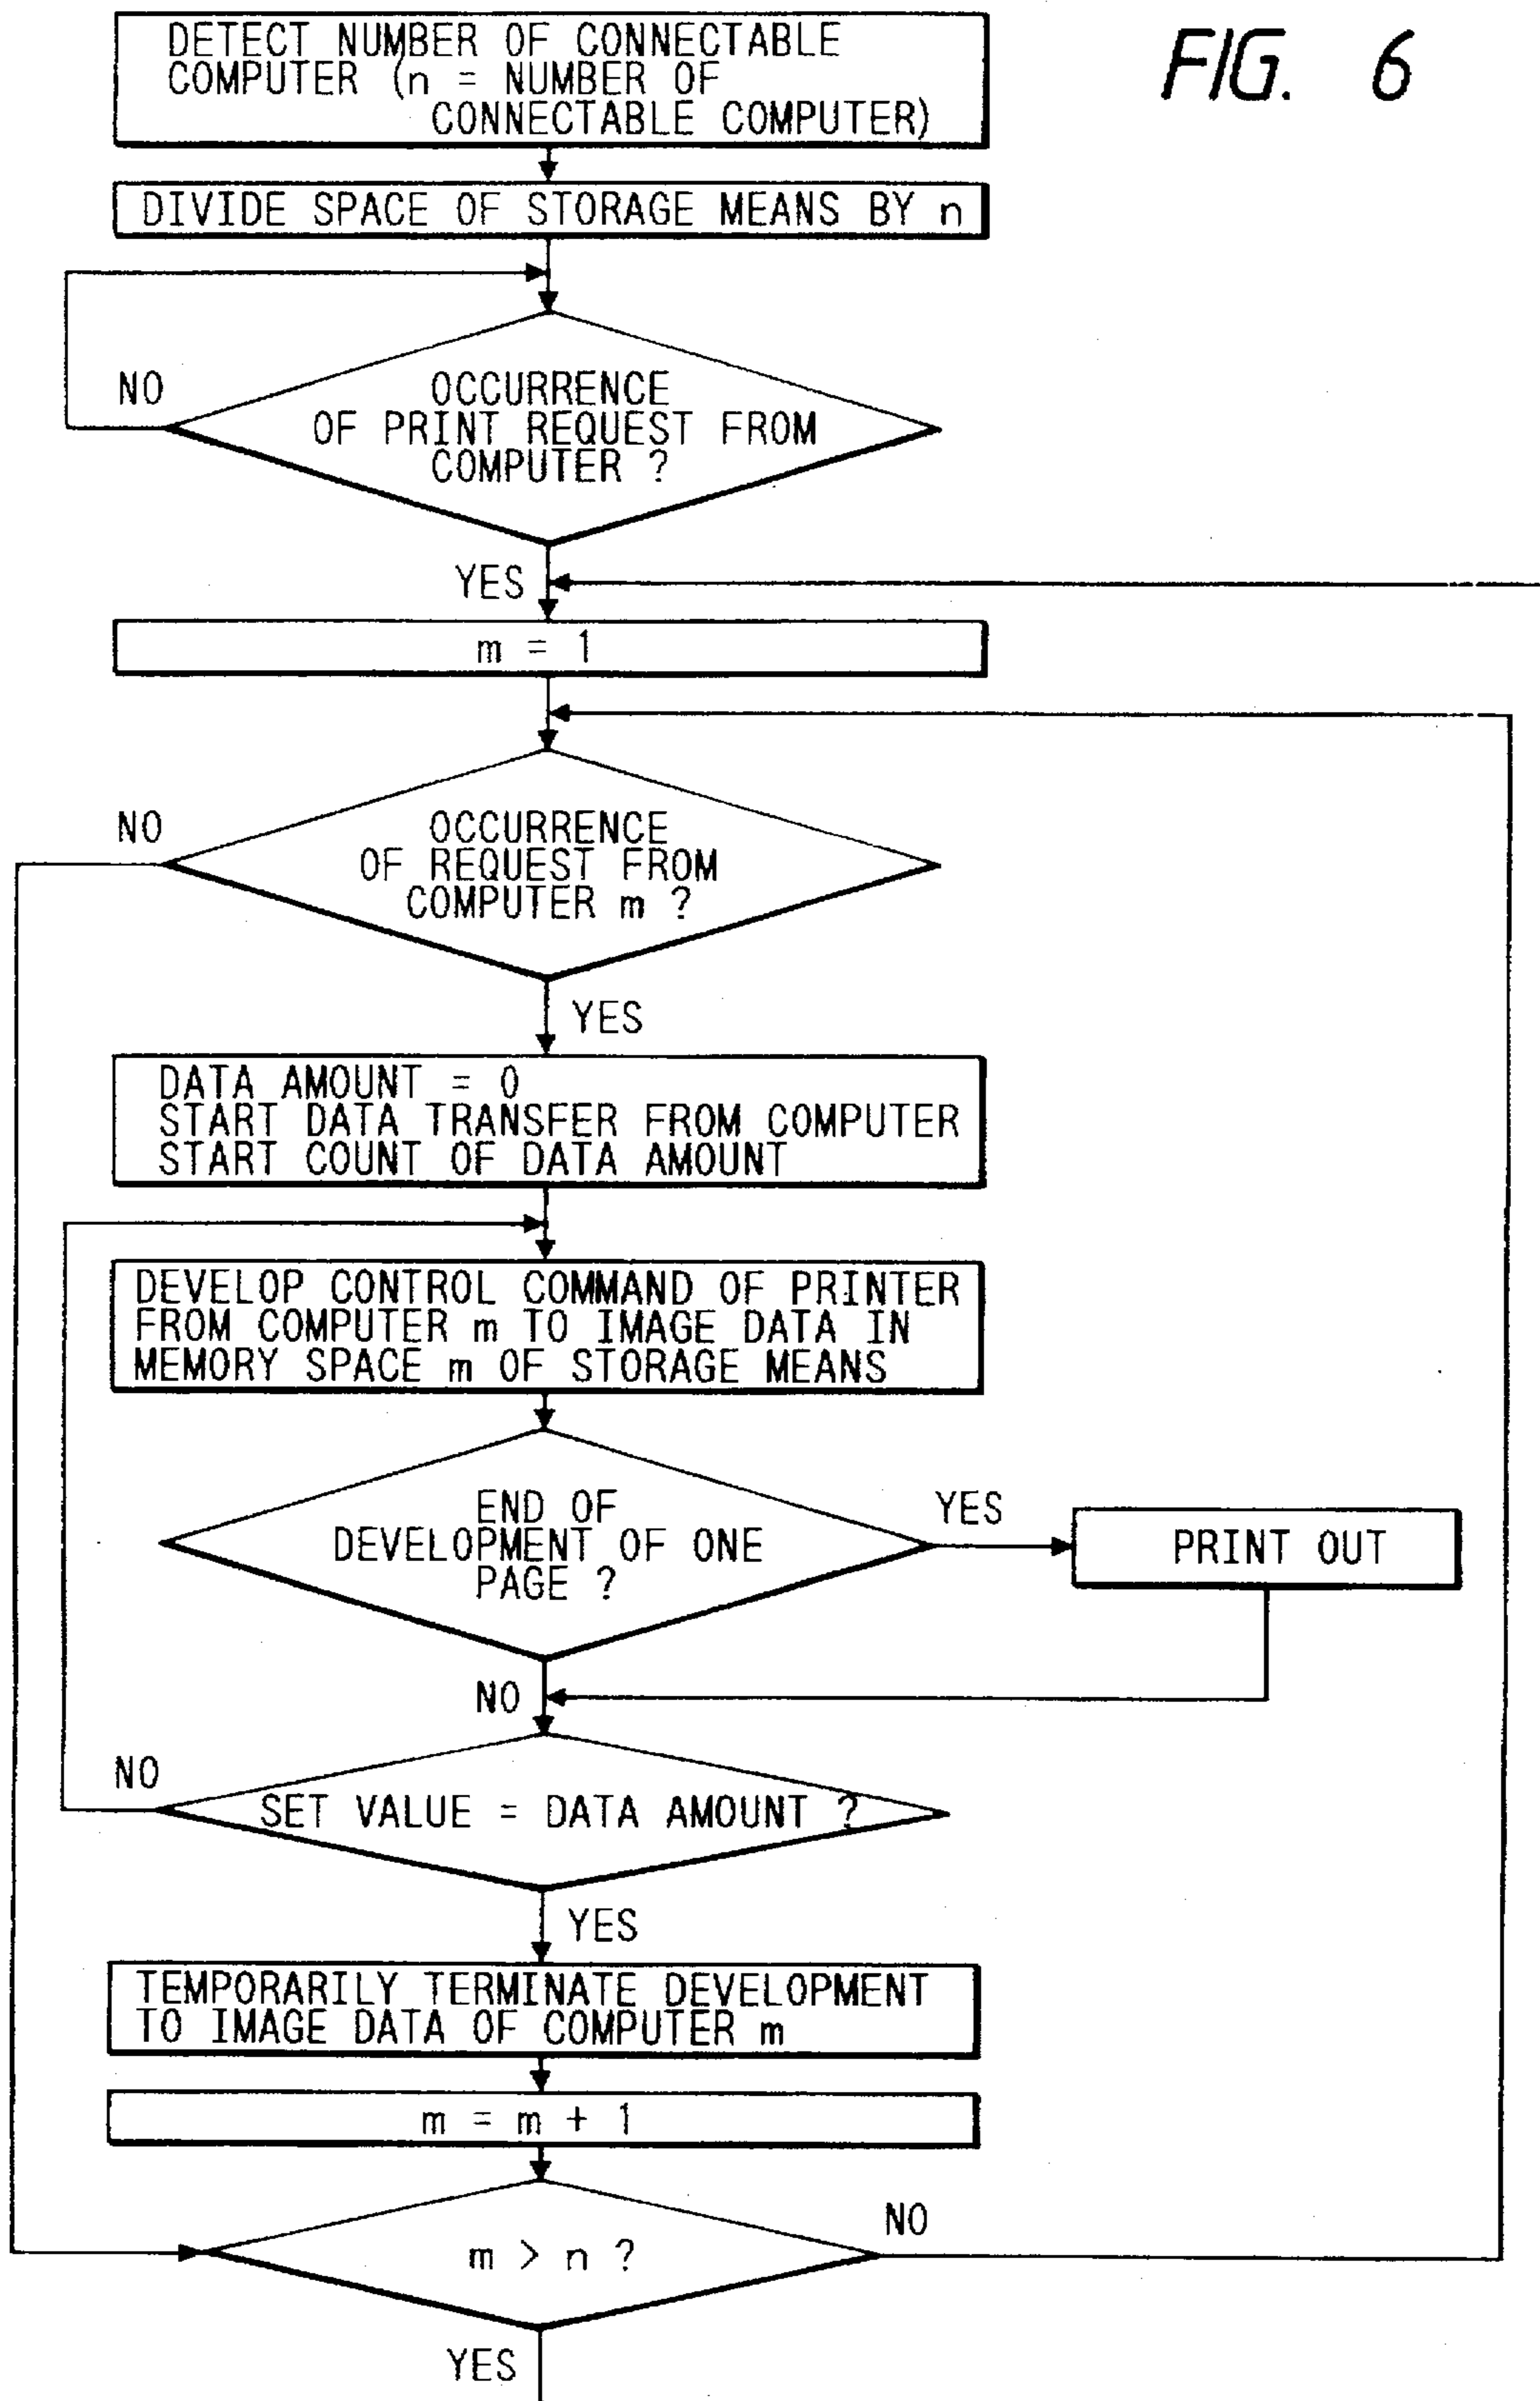 FIG. 6
DETECT NUMBER OF CONNECTABLE
COMPUTER (n = NUMBER OF
CONNECTABLE COMPUTER)
DIVIDE SPACE OF STORAGE MEANS BY n
NO
OCCURRENCE
OF PRINT REQUEST FROM
COMPUTER ?
YES
m = 1
NO
OCCURRENCE
OF REQUEST FROM
COMPUTER m ?
YES
DATA AMOUNT = 0
START DATA TRANSFER FROM COMPUTER
START COUNT OF DATA AMOUNT
DEVELOP CONTROL COMMAND OF PRINTER
FROM COMPUTER m TO IMAGE DATA IN
MEMORY SPACE m OF STORAGE MEANS
END OF
DEVELOPMENT OF ONE
PAGE ?
YES
PRINT OUT
NO
NO
SET VALUE = DATA AMOUNT ?
YES
TEMPORARILY TERMINATE DEVELOPMENT
TO IMAGE DATA OF COMPUTER m
m = m + 1
m > n ?
NO
YES